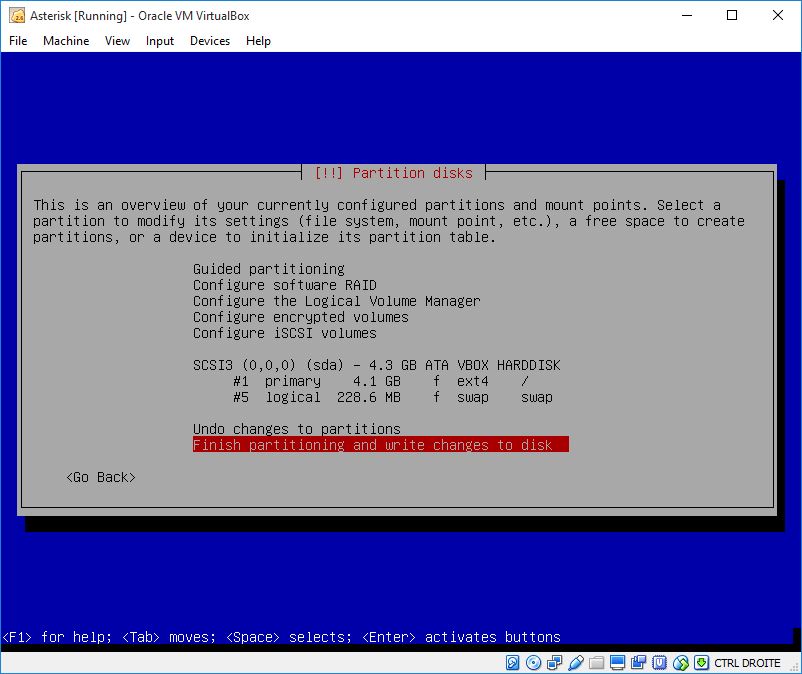 Asterisk [Running] - Oracle VM VirtualBox
File Machine View Input Devices Help
[!!] Partition disks
This is an overview of your currently configured partitions and mount points. Select a
partition to modify its settings (file system, mount point, etc.), a free space to create
partitions, or a device to initialize its partition table.
Guided partitioning
Configure software RAID
Configure the Logical Volume Manager
Configure encrypted volumes
Configure iSCSI volumes
SCSI3 (0,0,0) (sda) - 4.3 GB ATA VBOX HARDDISK
#1 primary 4.1 GB f ext4 /
#5 logical 228.6 MB f swap swap
Undo changes to partitions
Finish partitioning and write changes to disk
<Go Back>
<F1> for help; <Tab> moves; <Space> selects; <Enter> activates buttons
CTRL DROITE